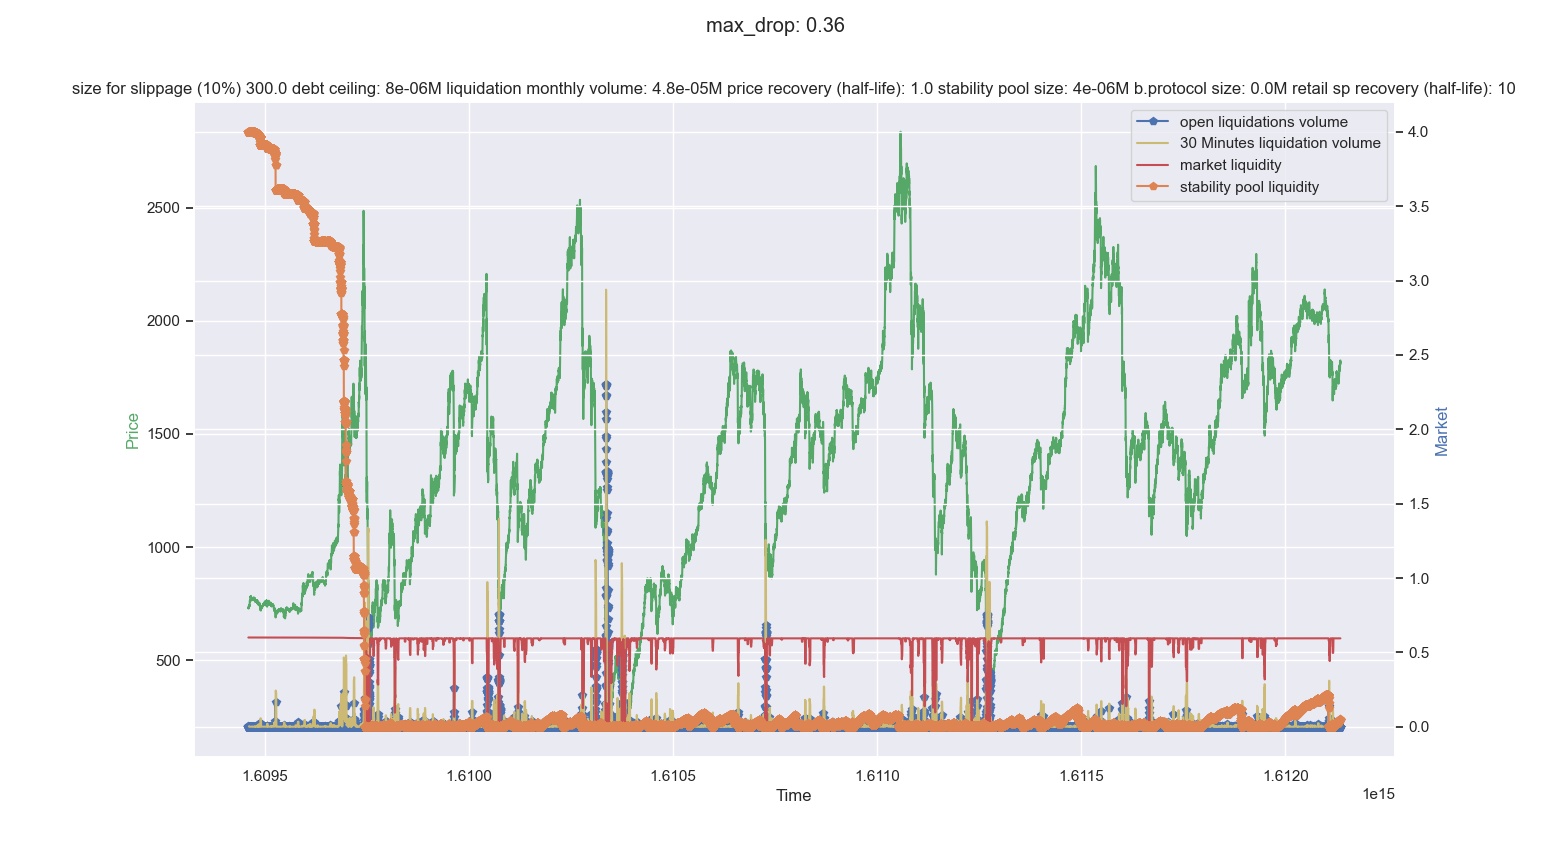 max_drop: 0.36
size for slippage (10%) 300.0 debt ceiling: 8e-06M liquidation monthly volume: 4.8e-05M price recovery (half-life): 1.0 stability pool size: 4e-06M b.protocol size: 0.0M retail sp recovery (half-life): 10
open liquidations volume
30 Minutes liquidation volume
market liquidity
stability pool liquidity
2500
2000
1500
1000
500
Price
4.0
3.5
3.0
2.5
2.0
1.5
1.0
0.5
0.0
Market
1.6095 1.6100 1.6105 1.6110 1.6115 1.6120
1e15
Time